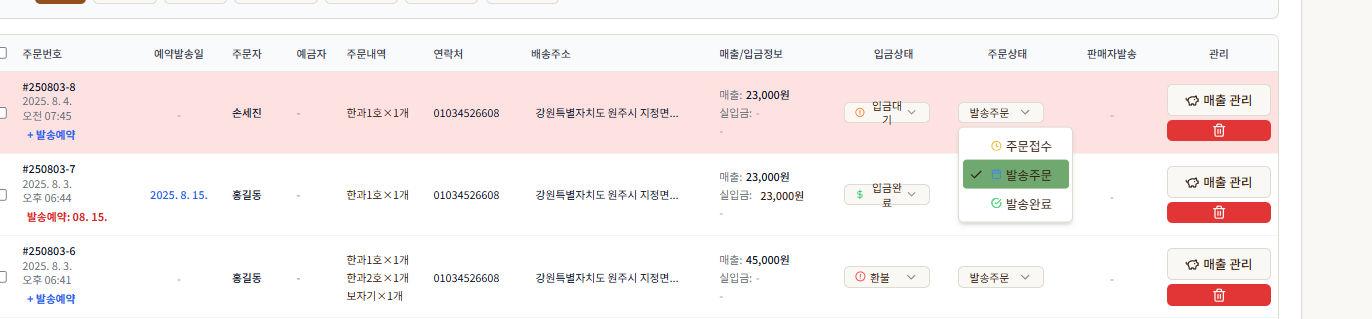 주문번호 예약발송일 주문자 예금자 주문내역 연락처 배송주소 매출/입금정보 입금상태 주문상태 판매자발송 관리
#250803-8
2025. 8. 4.
오전 07:45
+ 발송예약
-
손세진
-
한과1호×1개
01034526608
강원특별자치도 원주시 지정면...
매출: 23,000원
실입금: -
-
입금대
기
발송주문
-
매출 관리
주문접수
발송주문
발송완료
#250803-7
2025. 8. 3.
오후 06:44
발송예약: 08. 15.
2025. 8. 15.
홍길동
-
한과1호×1개
01034526608
강원특별자치도 원주시 지정면...
매출: 23,000원
실입금: 23,000원
-
입금완
료
-
매출 관리
#250803-6
2025. 8. 3.
오후 06:41
+ 발송예약
-
홍길동
-
한과1호×1개
한과2호×1개
보자기×1개
01034526608
강원특별자치도 원주시 지정면...
매출: 45,000원
실입금: -
-
환불
발송주문
-
매출 관리